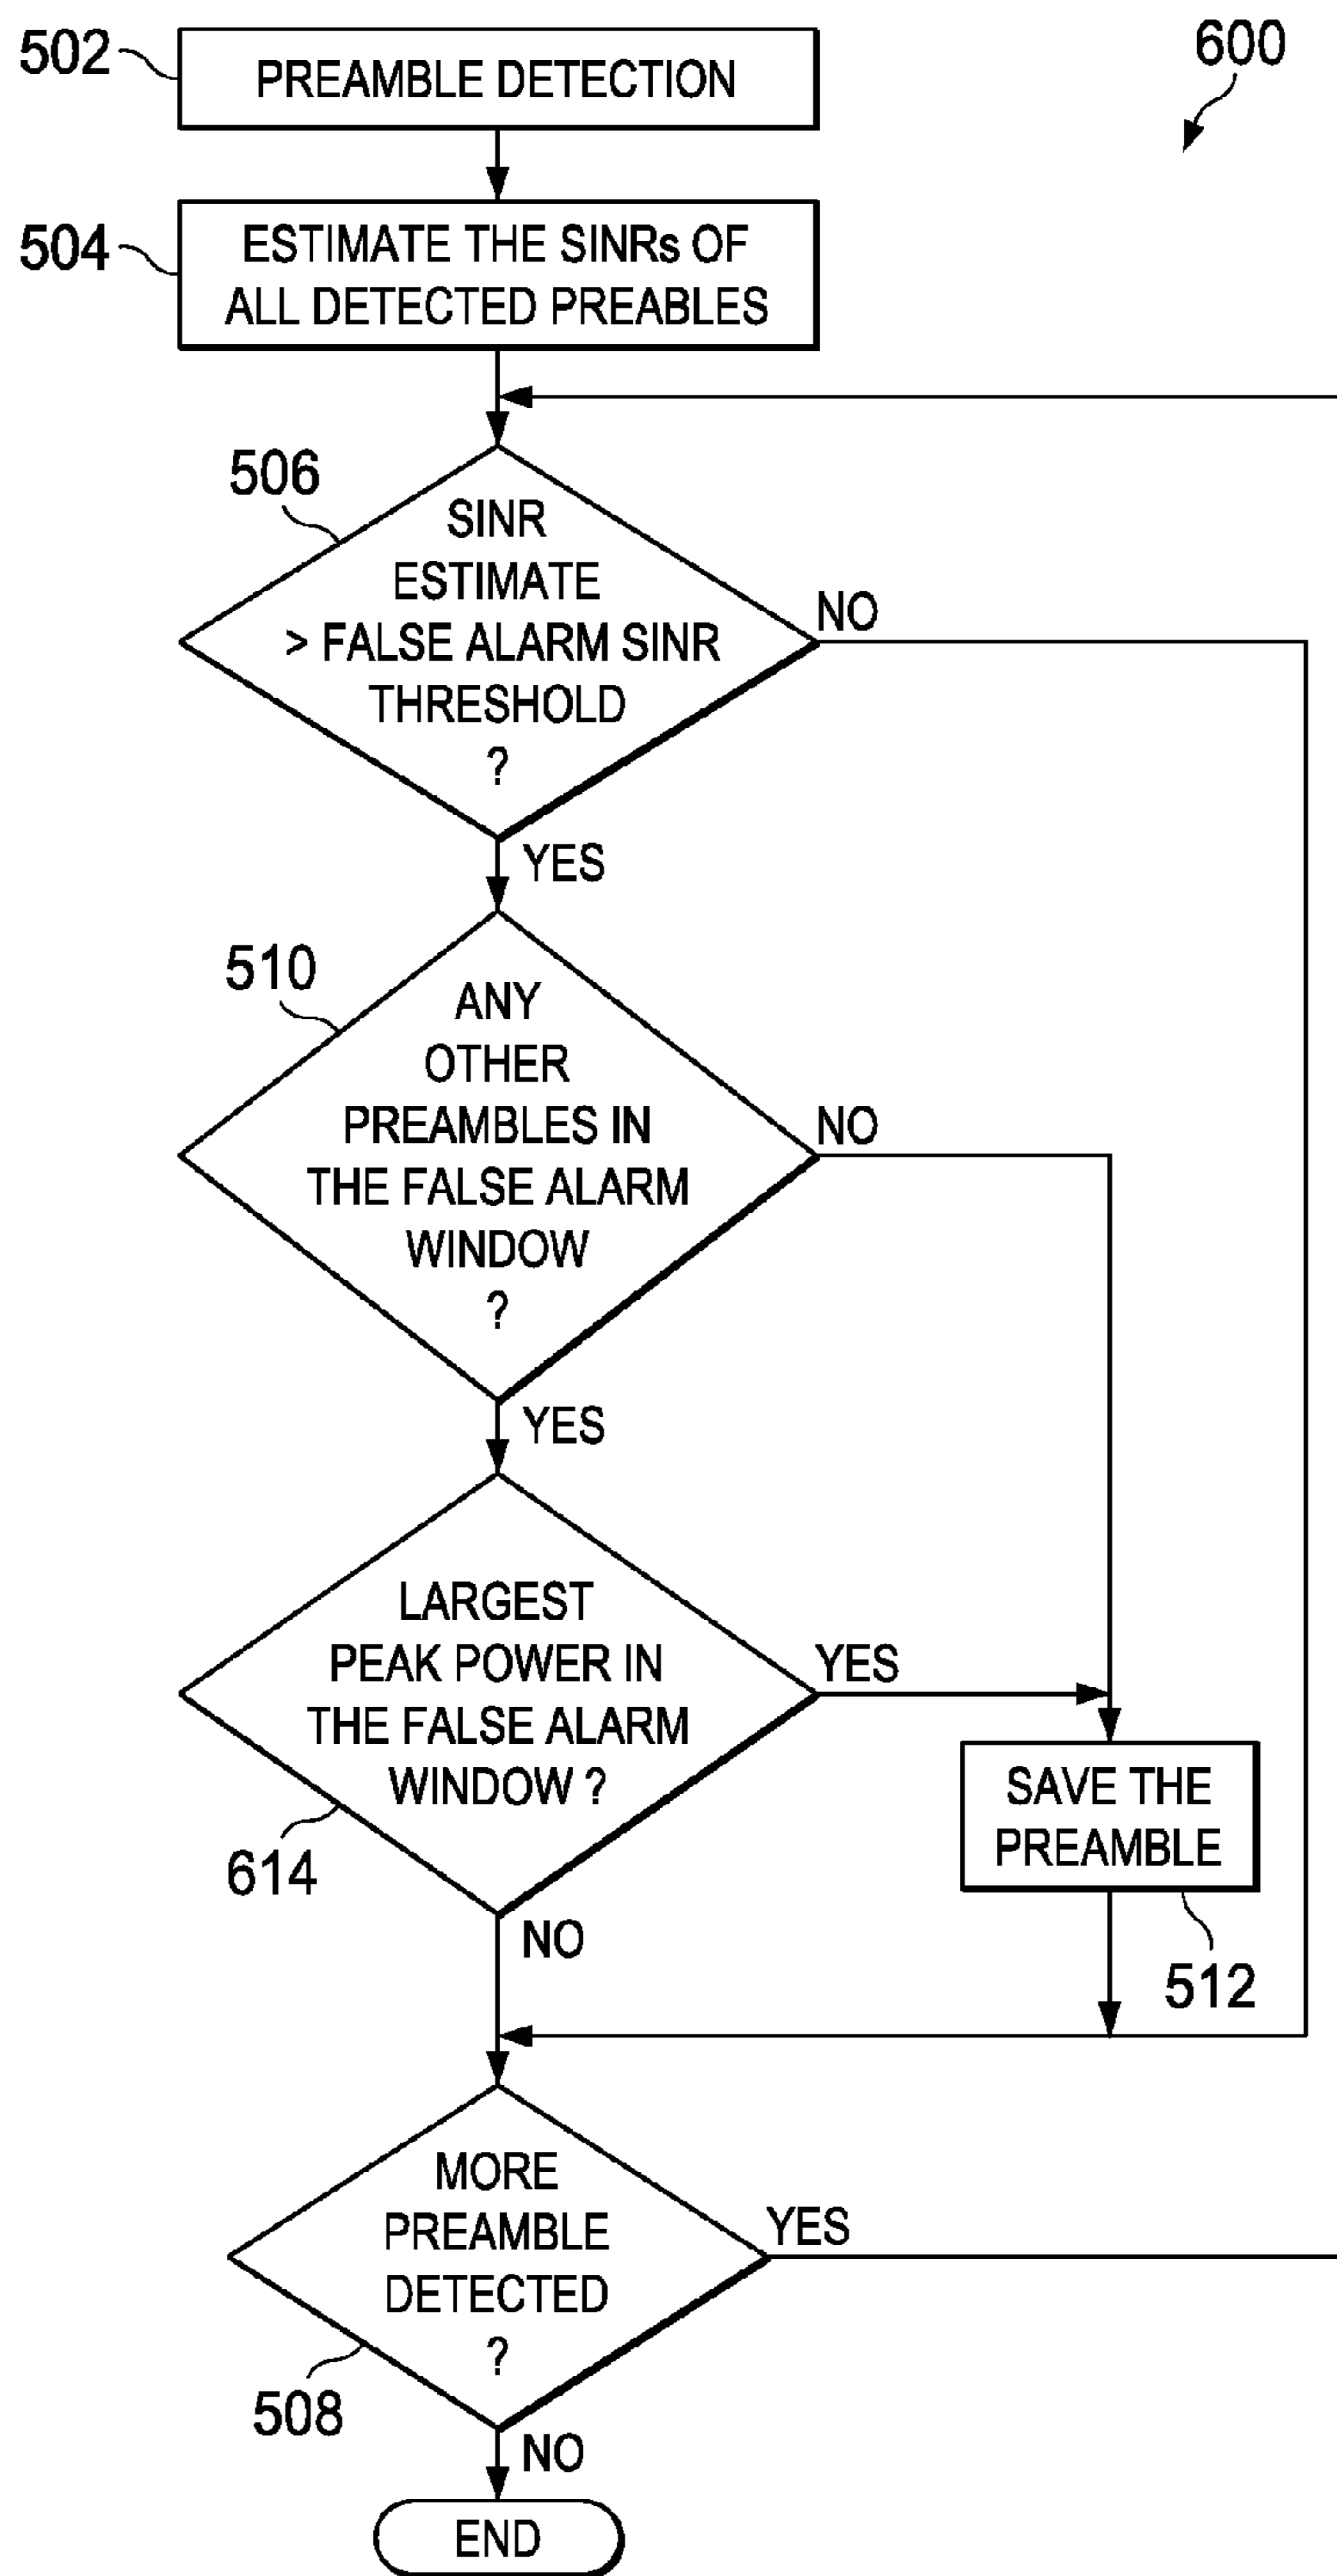 600
502
PREAMBLE DETECTION
504
ESTIMATE THE SINRs OF
ALL DETECTED PREABLES
506
SINR
ESTIMATE
> FALSE ALARM SINR
THRESHOLD
?
NO
YES
510
ANY
OTHER
PREAMBLES IN
THE FALSE ALARM
WINDOW
?
NO
YES
LARGEST
PEAK POWER IN
THE FALSE ALARM
WINDOW ?
YES
614
NO
SAVE THE
PREAMBLE
512
MORE
PREAMBLE
DETECTED
?
YES
508
NO
END